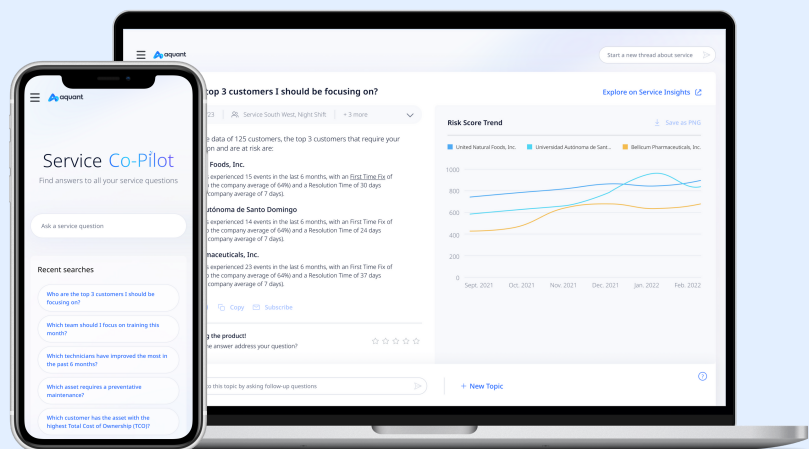 aquant
Service Co-Pilot
Find answers to all your service questions
Ask a service question
Recent searches
Who are the top 3 customers I should be
focusing on?
Which team should I focus on training this
month?
Which technicians have improved the most in
the past 6 months?
Which asset requires a preventative
maintenance?
Which customer has the asset with the
highest Total Cost of Ownership (TCO)?
aquant
Start a new thread about service
top 3 customers I should be focusing on?
Explore on Service Insights
23
Service South West, Night Shift
+ 3 more
data of 125 customers, the top 3 customers that require your
and are at risk are:
Foods, Inc.
experienced 15 events in the last 6 months, with an First Time Fix of
the company average of 64%) and a Resolution Time of 30 days
company average of 7 days).
de Santo Domingo
experienced 14 events in the last 6 months, with an First Time Fix of
the company average of 64%) and a Resolution Time of 24 days
company average of 7 days).
Inc.
experienced 23 events in the last 6 months, with an First Time Fix of
the company average of 64%) and a Resolution Time of 37 days
company average of 7 days).
Copy
Subscribe
the product!
answer address your question?
to this topic by asking follow-up questions
+ New Topic
Risk Score Trend
Save as PNG
United Natural Foods, Inc.
Universidad Autónoma de Sant...
Bellicum Pharmaceuticals, Inc.
1000
800
600
400
200
0
Sept. 2021
Oct. 2021
Nov. 2021
Dec. 2021
Jan. 2022
Feb. 2022